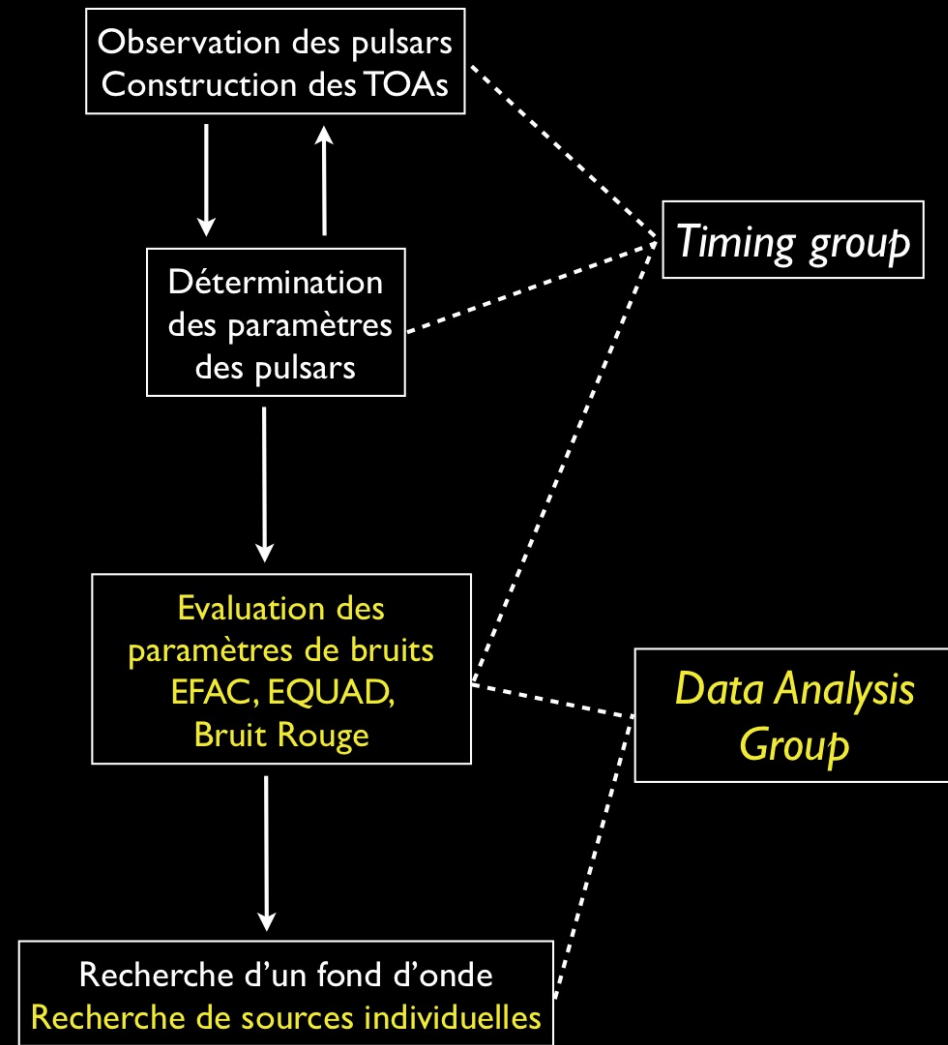 Observation des pulsars
Construction des TOAs
Timing group
Détermination
des paramètres
des pulsars
Evaluation des
paramètres de bruits
EFAC, EQUAD,
Bruit Rouge
Data Analysis
Group
Recherche d'un fond d'onde
Recherche de sources individuelles